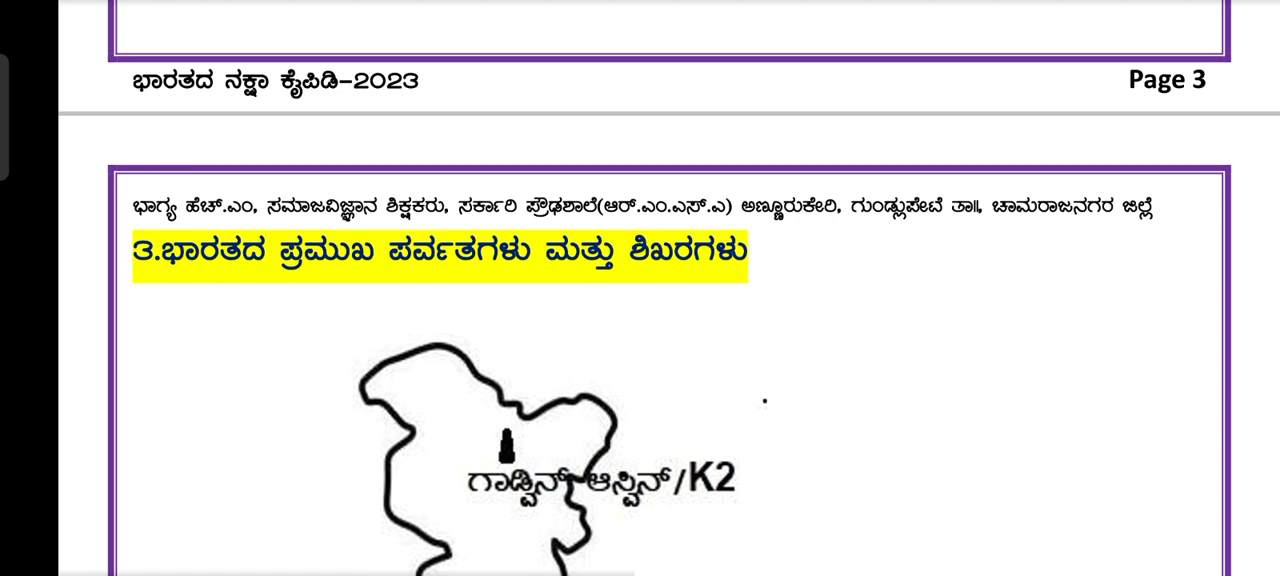 ಭಾರತದ ನಕ್ಷಾ ಕೈಪಿಡಿ–2023 Page 3
ಭಾಗ್ಯ ಹೆಚ್.ಎಂ, ಸಮಾಜವಿಜ್ಞಾನ ಶಿಕ್ಷಕರು, ಸರ್ಕಾರಿ ಪ್ರೌಢಶಾಲೆ(ಆರ್.ಎಂ.ಎಸ್.ಎ) ಅಣ್ಣೂರುಕೇರಿ, ಗುಂಡ್ಲುಪೇಟೆ ತಾ||, ಚಾಮರಾಜನಗರ ಜಿಲ್ಲೆ
3.ಭಾರತದ ಪ್ರಮುಖ ಪರ್ವತಗಳು ಮತ್ತು ಶಿಖರಗಳು
ಗಾಡ್ವಿನ್ ಆಸ್ವಿನ್/K2